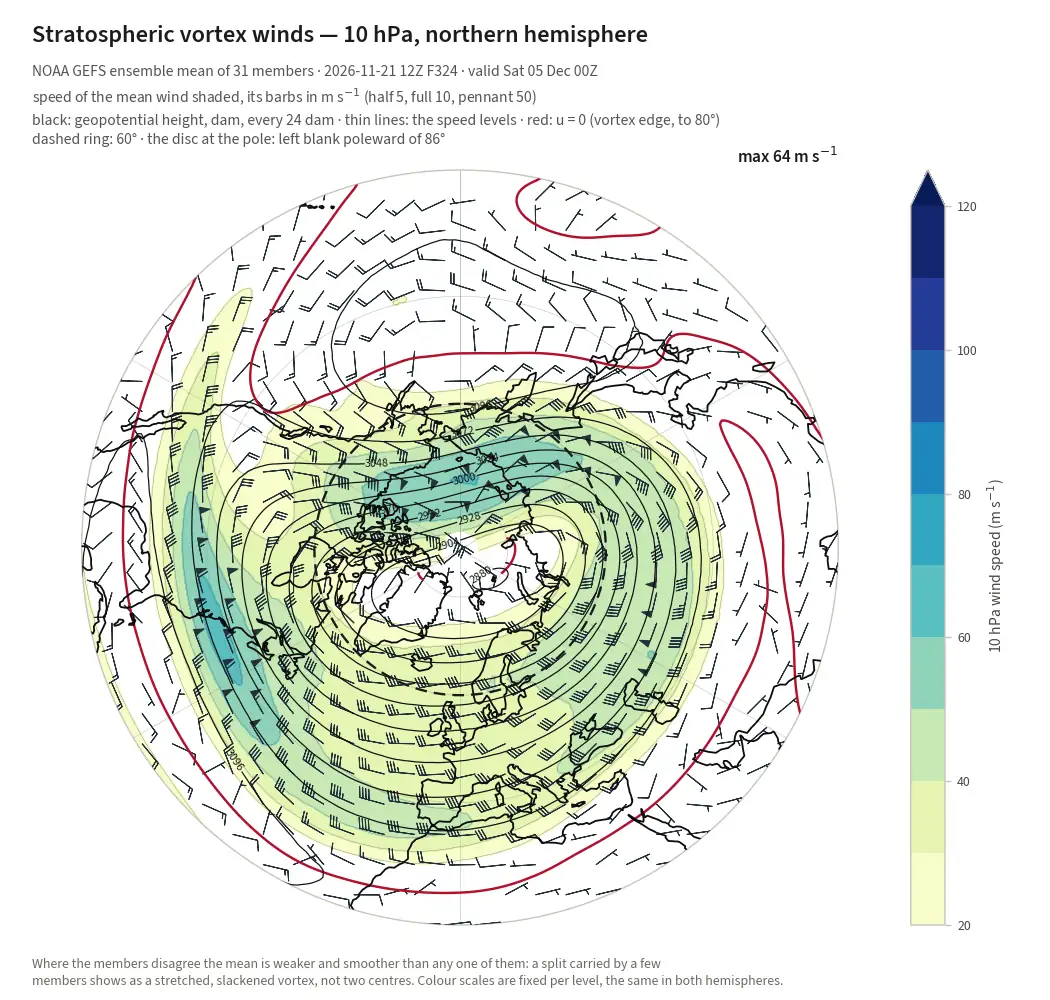 Stratospheric vortex winds — 10 hPa, northern hemisphere
NOAA GEFS ensemble mean of 31 members · 2026-11-21 12Z F324 · valid Sat 05 Dec 00Z
speed of the mean wind shaded, its barbs in m s⁻¹ (half 5, full 10, pennant 50)
black: geopotential height, dam, every 24 dam · thin lines: the speed levels · red: u = 0 (vortex edge, to 80°)
dashed ring: 60° · the disc at the pole: left blank poleward of 86°
max 64 m s⁻¹
120
100
80
60
40
20
10 hPa wind speed (m s⁻¹)
3048
3000
2928
2880
3096
Where the members disagree the mean is weaker and smoother than any one of them: a split carried by a few
members shows as a stretched, slackened vortex, not two centres. Colour scales are fixed per level, the same in both hemispheres.